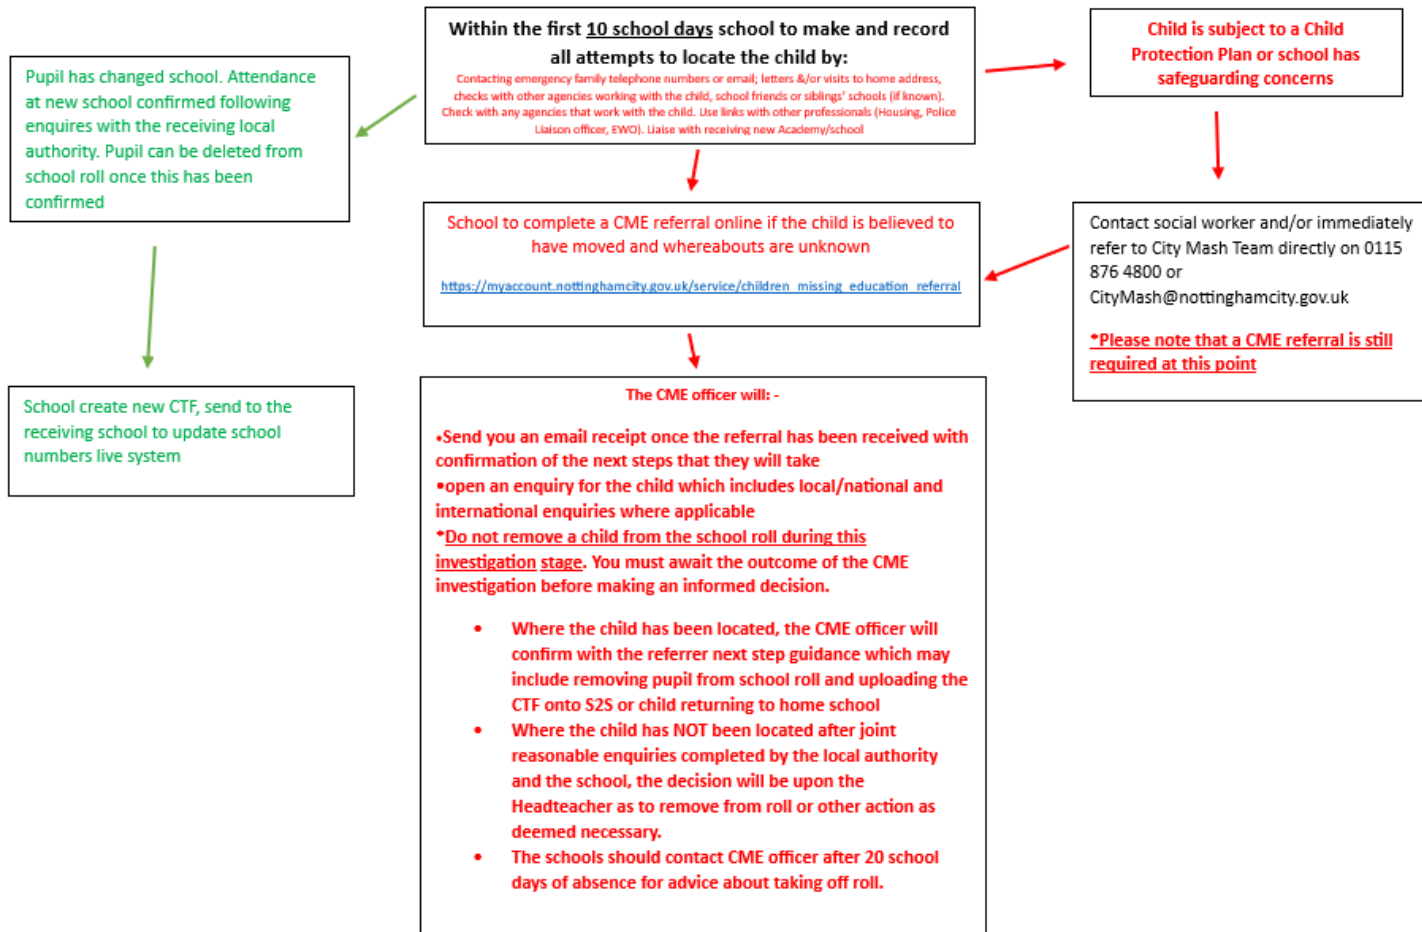 Within the first 10 school days school to make and record
all attempts to locate the child by:
Contacting emergency family telephone numbers or email; letters &/or visits to home address,
checks with other agencies working with the child, school friends or siblings' schools (if known).
Check with any agencies that work with the child. Use links with other professionals (Housing, Police
Liaison officer, EWO). Liaise with receiving new Academy/school
Child is subject to a Child
Protection Plan or school has
safeguarding concerns
Pupil has changed school. Attendance
at new school confirmed following
enquires with the receiving local
authority. Pupil can be deleted from
school roll once this has been
confirmed
School to complete a CME referral online if the child is believed to
have moved and whereabouts are unknown
https://myaccount.nottinghamcity.gov.uk/service/children_missing_education_referral
Contact social worker and/or immediately
refer to City Mash Team directly on 0115
876 4800 or
CityMash@nottinghamcity.gov.uk
*Please note that a CME referral is still
required at this point
School create new CTF, send to the
receiving school to update school
numbers live system
The CME officer will: -
•Send you an email receipt once the referral has been received with
confirmation of the next steps that they will take
•open an enquiry for the child which includes local/national and
international enquiries where applicable
*Do not remove a child from the school roll during this
investigation stage. You must await the outcome of the CME
investigation before making an informed decision.
• Where the child has been located, the CME officer will
confirm with the referrer next step guidance which may
include removing pupil from school roll and uploading the
CTF onto S2S or child returning to home school
• Where the child has NOT been located after joint
reasonable enquiries completed by the local authority
and the school, the decision will be upon the
Headteacher as to remove from roll or other action as
deemed necessary.
• The schools should contact CME officer after 20 school
days of absence for advice about taking off roll.